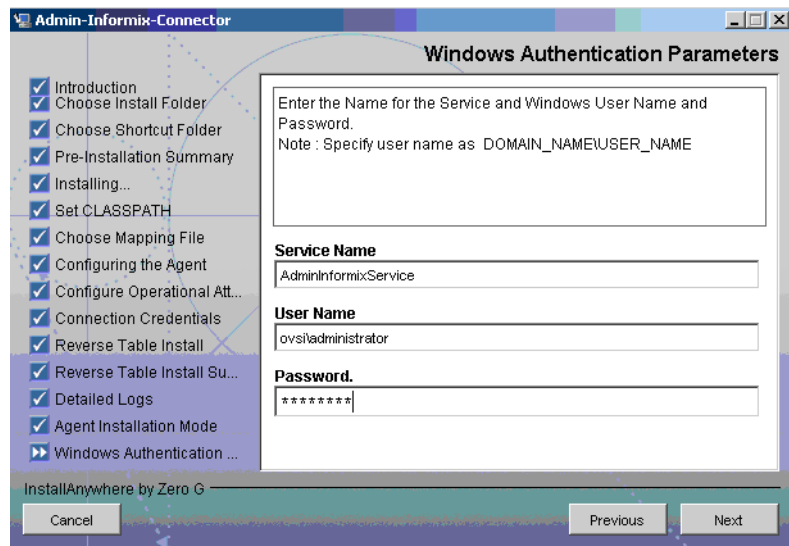 Admin-Informix-Connector
Windows Authentication Parameters
Introduction
Choose Install Folder
Choose Shortcut Folder
Pre-Installation Summary
Installing...
Set CLASSPATH
Choose Mapping File
Configuring the Agent
Configure Operational Att...
Connection Credentials
Reverse Table Install
Reverse Table Install Su...
Detailed Logs
Agent Installation Mode
Windows Authentication ...
Enter the Name for the Service and Windows User Name and
Password.
Note : Specify user name as DOMAIN_NAME\USER_NAME
Service Name
AdminInformixService
User Name
ovsi\administrator
Password.
********
InstallAnywhere by Zero G
Cancel
Previous
Next